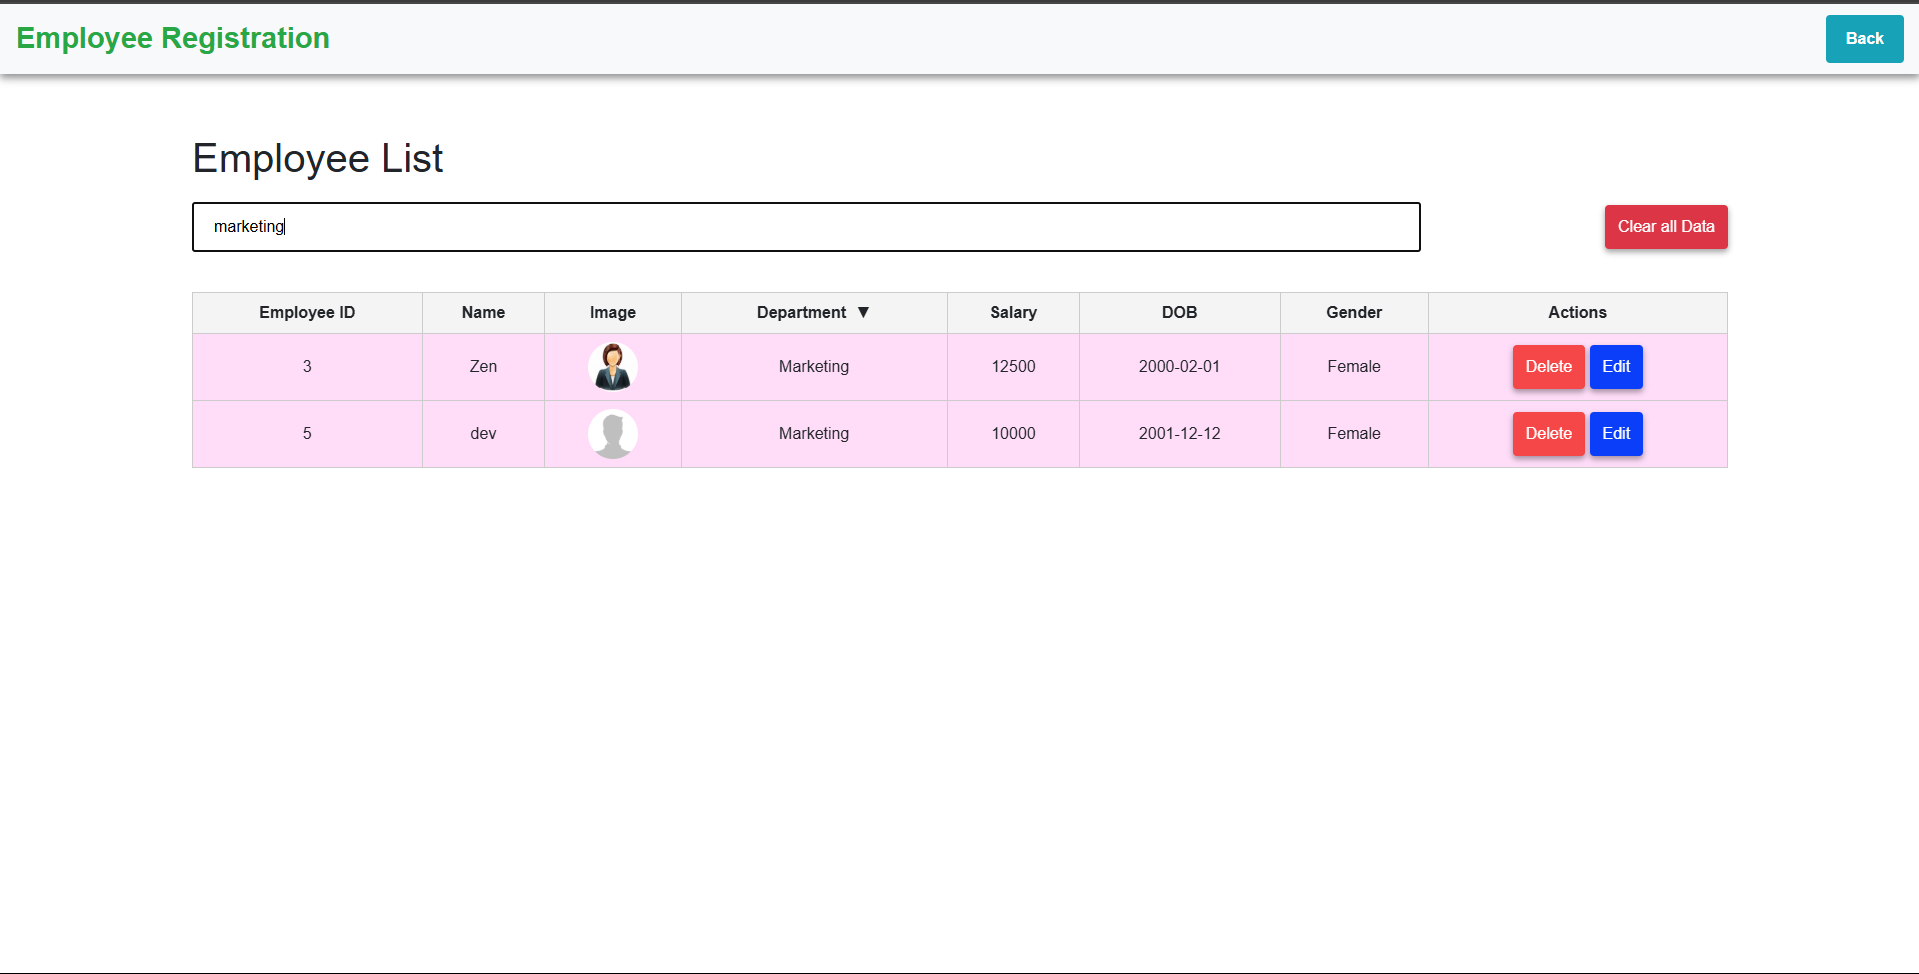 Employee Registration
Back
Employee List
marketing
Clear all Data
Employee ID Name Image Department ▼ Salary DOB Gender Actions
3 Zen Marketing 12500 2000-02-01 Female Delete Edit
5 dev Marketing 10000 2001-12-12 Female Delete Edit